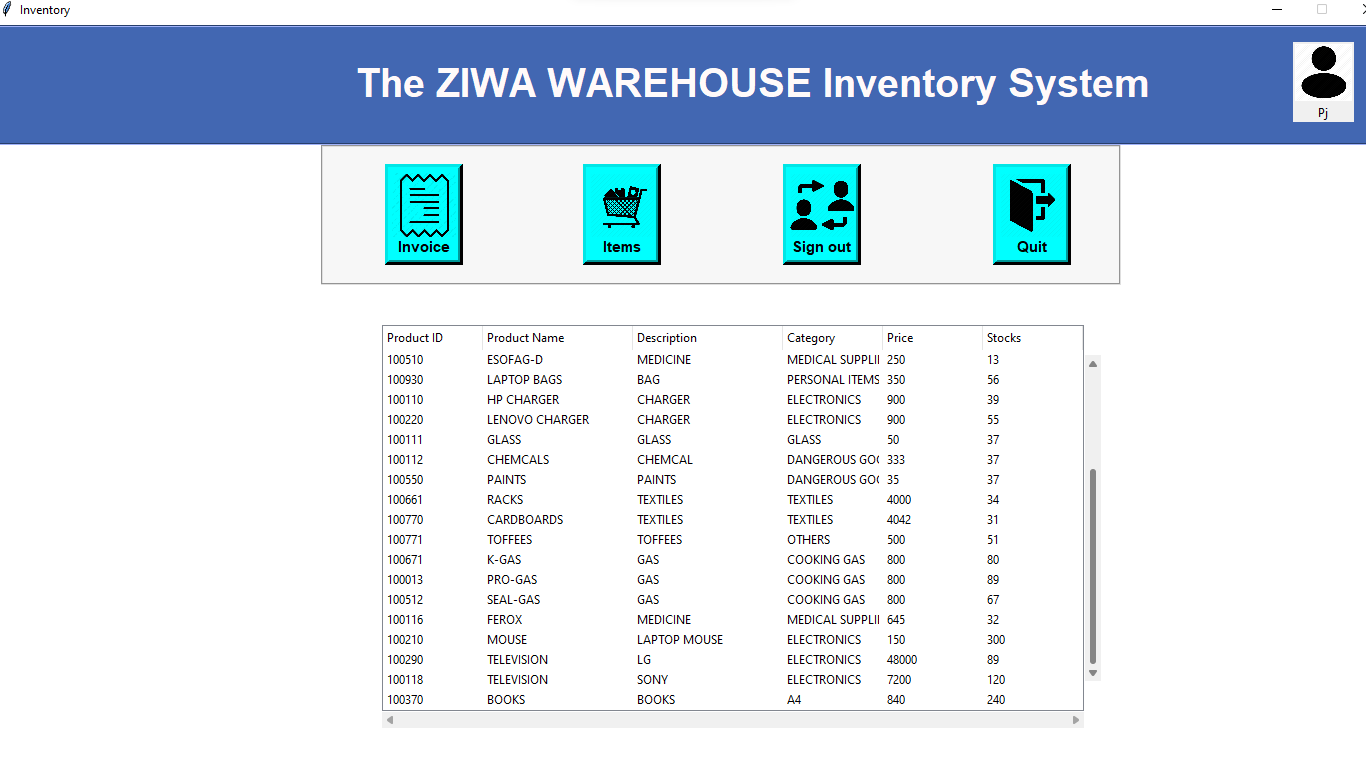 Inventory
The ZIWA WAREHOUSE Inventory System
Pj
Invoice Items Sign out Quit
Product ID Product Name Description Category Price Stocks
100510 ESOFAG-D MEDICINE MEDICAL SUPPLI 250 13
100930 LAPTOP BAGS BAG PERSONAL ITEMS 350 56
100110 HP CHARGER CHARGER ELECTRONICS 900 39
100220 LENOVO CHARGER CHARGER ELECTRONICS 900 55
100111 GLASS GLASS GLASS 50 37
100112 CHEMCALS CHEMCAL DANGEROUS GO 333 37
100550 PAINTS PAINTS DANGEROUS GO 35 37
100661 RACKS TEXTILES TEXTILES 4000 34
100770 CARDBOARDS TEXTILES TEXTILES 4042 31
100771 TOFFEES TOFFEES OTHERS 500 51
100671 K-GAS GAS COOKING GAS 800 80
100013 PRO-GAS GAS COOKING GAS 800 89
100512 SEAL-GAS GAS COOKING GAS 800 67
100116 FEROX MEDICINE MEDICAL SUPPLI 645 32
100210 MOUSE LAPTOP MOUSE ELECTRONICS 150 300
100290 TELEVISION LG ELECTRONICS 48000 89
100118 TELEVISION SONY ELECTRONICS 7200 120
100370 BOOKS BOOKS A4 840 240